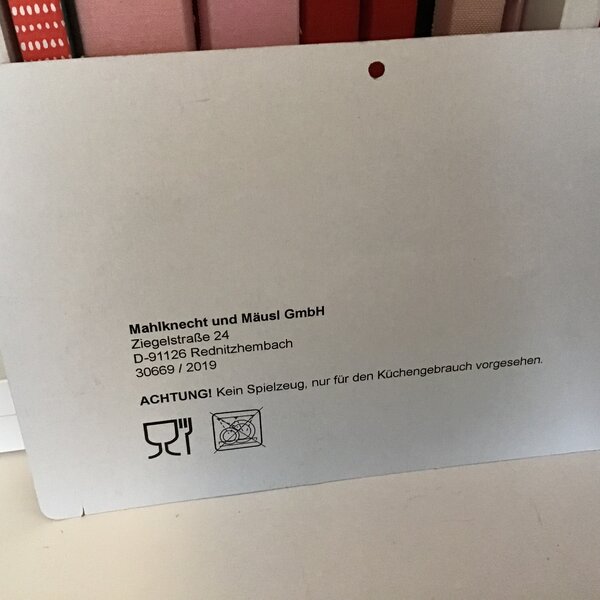 Mahlknecht und Mäusl GmbH
Ziegelstraße 24
D-91126 Rednitzhembach
30669 / 2019
ACHTUNG! Kein Spielzeug, nur für den Küchengebrauch vorgesehen.